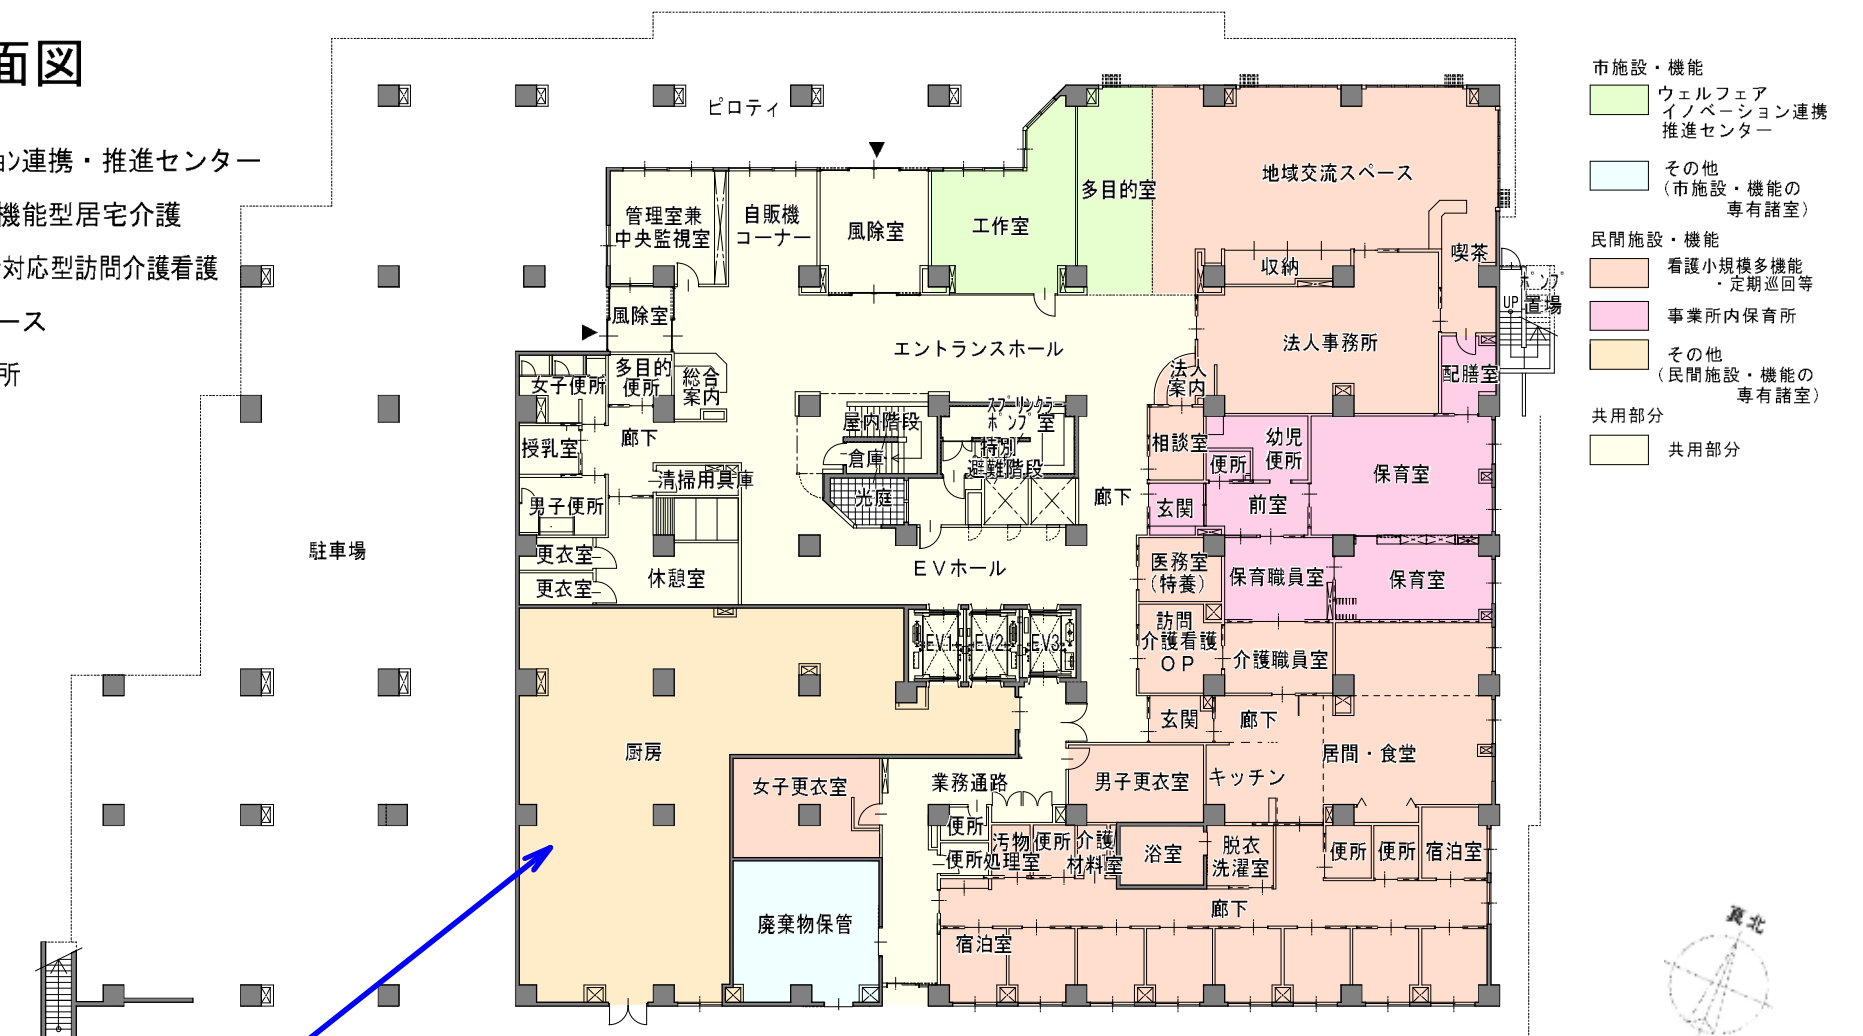 面図
ョン連携・推進センター
機能型居宅介護
対応型訪問介護看護
ース
所
ピロティ
管理室兼
中央監視室
自販機
コーナー
風除室
工作室
多目的室
地域交流スペース
収納
喫茶
ポンプ
置場
UP
風除室
エントランスホール
法人事務所
法人
案内
配膳室
女子便所
多目的
便所
総合
案内
授乳室
廊下
清掃用具庫
男子便所
更衣室
更衣室
休憩室
屋内階段
倉庫
スプリンクラー
ポンプ室
特別
避難階段
光庭
廊下
EVホール
相談室
便所
幼児
便所
保育室
玄関
前室
医務室
(特養)
保育職員室
保育室
訪問
介護看護
OP
介護職員室
EV1
EV2
EV3
駐車場
厨房
玄関
廊下
居間・食堂
キッチン
女子更衣室
業務通路
男子更衣室
便所
便所
汚物
処理室
便所
介護
材料室
浴室
脱衣
洗濯室
便所
便所
宿泊室
廃棄物保管
廊下
宿泊室
市施設・機能
ウェルフェア
イノベーション連携
推進センター
その他
(市施設・機能の
専有諸室)
民間施設・機能
看護小規模多機能
・定期巡回等
事業所内保育所
その他
(民間施設・機能の
専有諸室)
共用部分
共用部分
真北